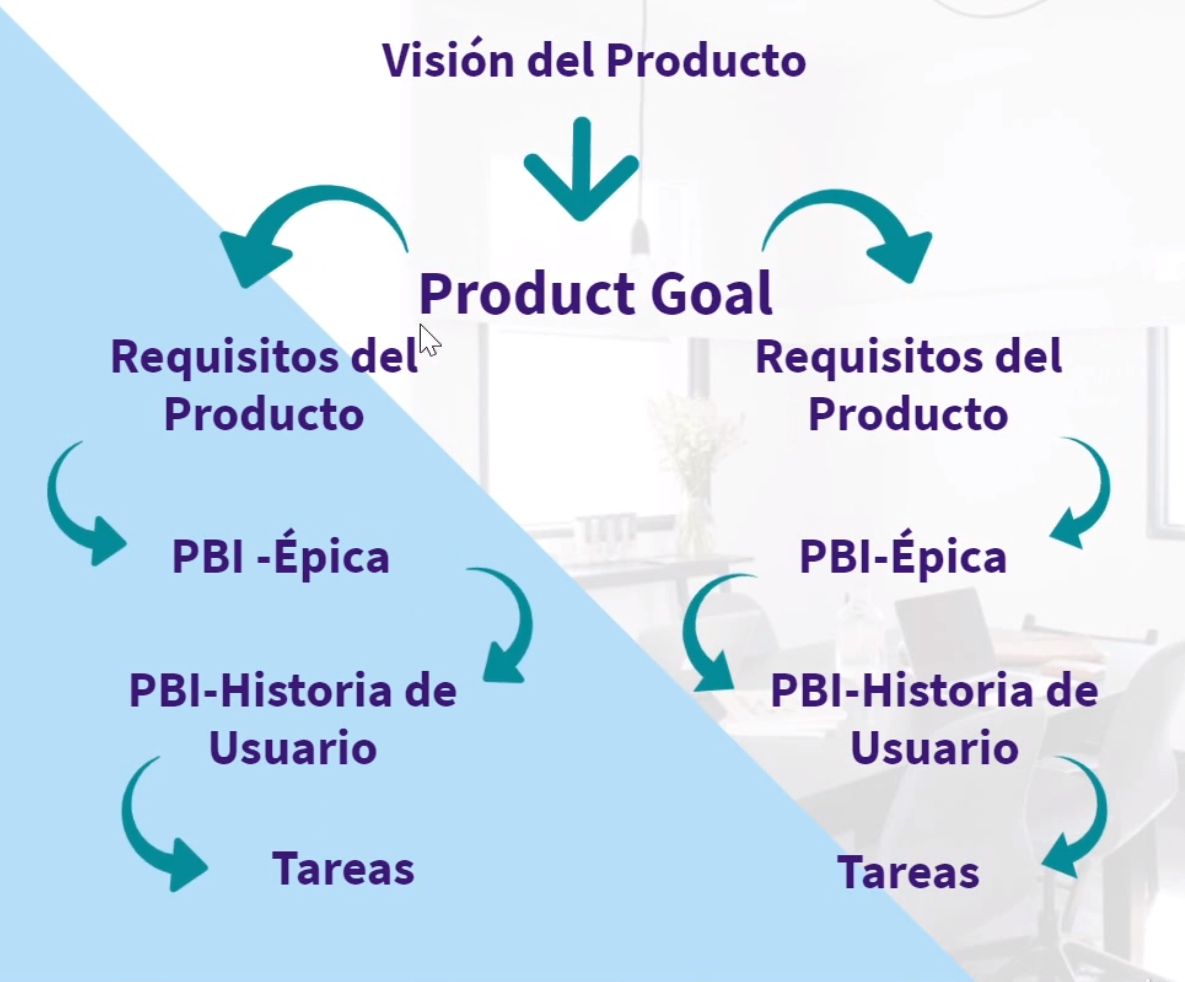 Visión del Producto
Product Goal
Requisitos del
Producto
PBI -Épica
PBI-Historia de
Usuario
Tareas
Requisitos del
Producto
PBI-Épica
PBI-Historia de
Usuario
Tareas